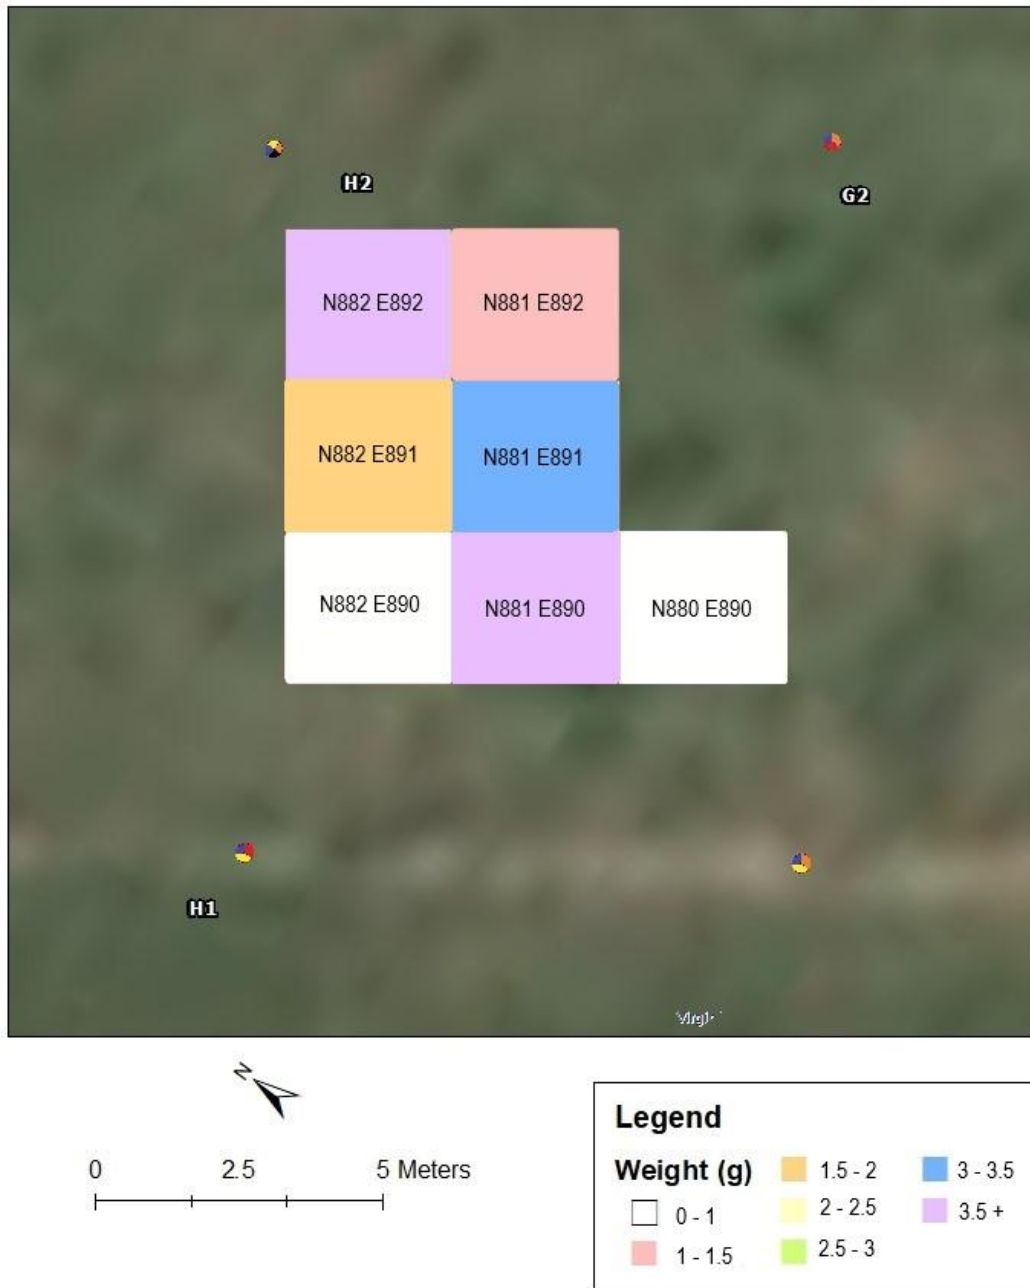 H2
G2
N882 E892 N881 E892
N882 E891 N881 E891
N882 E890 N881 E890 N880 E890
H1
N
0 2.5 5 Meters
Legend
Weight (g)
0 - 1
1 - 1.5
1.5 - 2
2 - 2.5
2.5 - 3
3 - 3.5
3.5 +